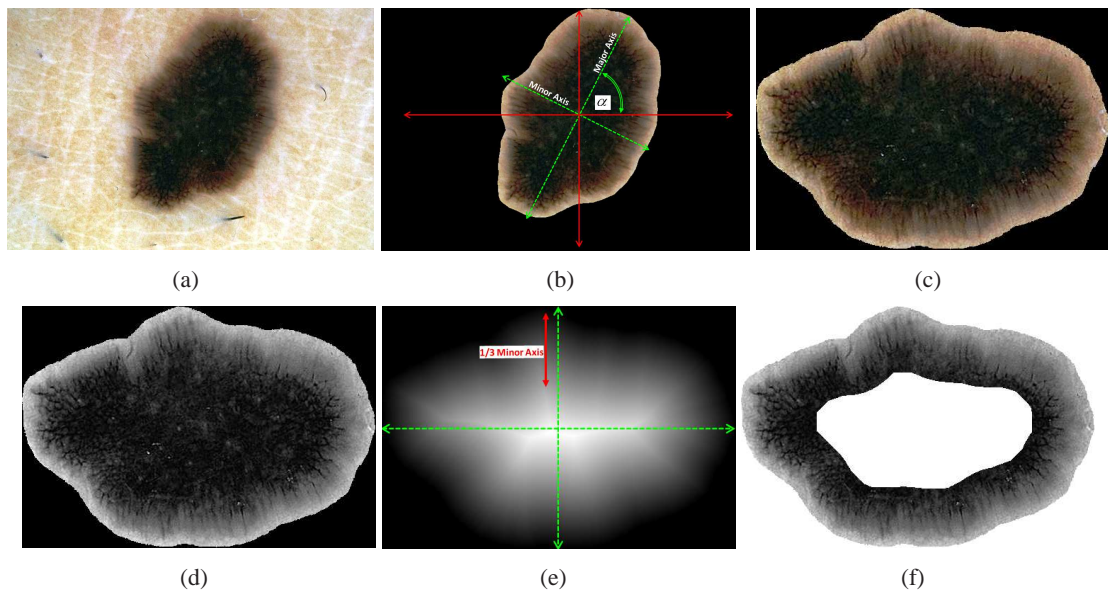 Major Axis
Minor Axis
α
(a)
(b)
(c)
1/3 Minor Axis
(d)
(e)
(f)